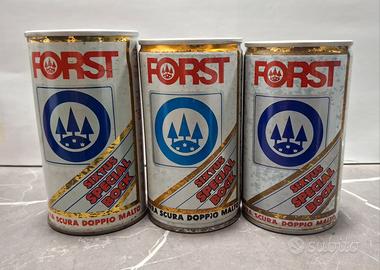 FORST
SIXTUS
SPECIAL
BOCK
A SCURA DOPPIO MALTO
FORST
SIXTUS
SPECIAL
BOCK
A SCURA DOPPIO MALTO
FORST
SIXTUS
SPECIAL
BOCK
A SCURA DOPPIO MALTO
subito